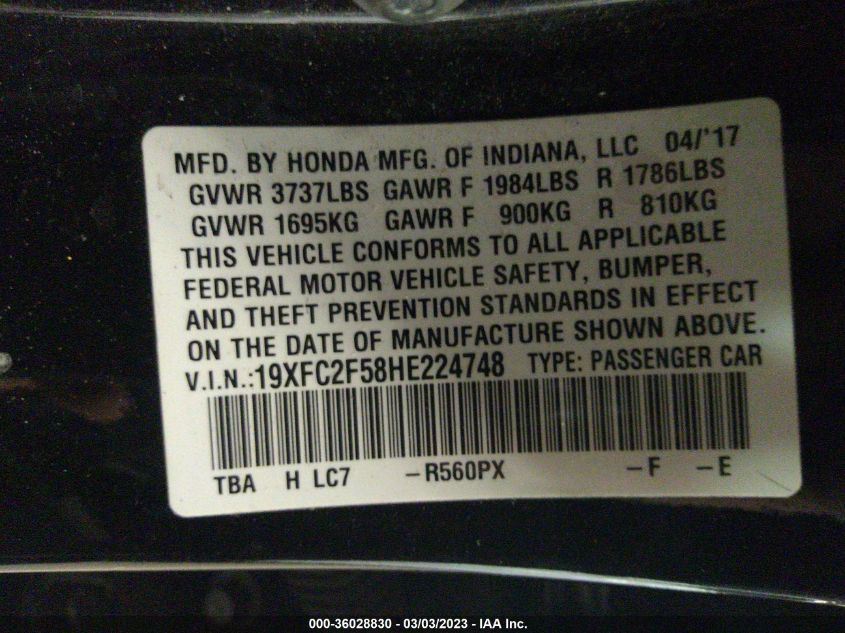 MFD. BY HONDA MFG. OF INDIANA, LLC 04/'17
GVWR 3737LBS GAWR F 1984LBS R 1786LBS
GVWR 1695KG GAWR F 900KG R 810KG
THIS VEHICLE CONFORMS TO ALL APPLICABLE
FEDERAL MOTOR VEHICLE SAFETY, BUMPER,
AND THEFT PREVENTION STANDARDS IN EFFECT
ON THE DATE OF MANUFACTURE SHOWN ABOVE.
V.I.N.:19XFC2F58HE224748 TYPE: PASSENGER CAR
TBA H LC7 -R560PX -F -E
000-36028830 - 03/03/2023 - IAA Inc.